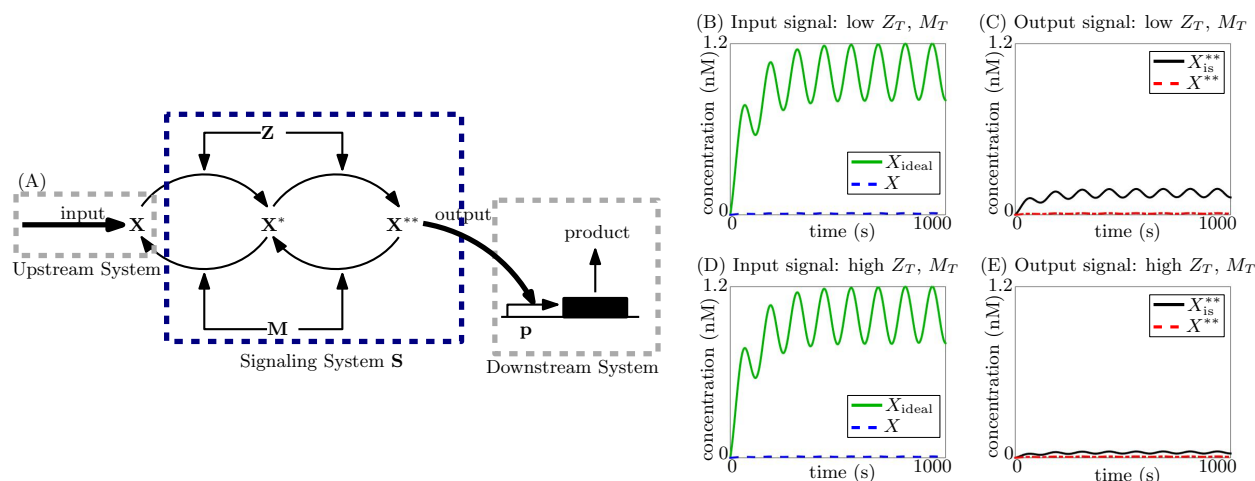 (A)
Z
input
X
X*
X**
output
Upstream System
M
Signaling System S
product
p
Downstream System
(B) Input signal: low Z_T, M_T
1.2
concentration (nM)
X_ideal
X
0
0
1000
time (s)
(C) Output signal: low Z_T, M_T
1.2
concentration (nM)
X_is**
X**
0
0
1000
time (s)
(D) Input signal: high Z_T, M_T
1.2
concentration (nM)
X_ideal
X
0
0
1000
time (s)
(E) Output signal: high Z_T, M_T
1.2
concentration (nM)
X_is**
X**
0
0
1000
time (s)